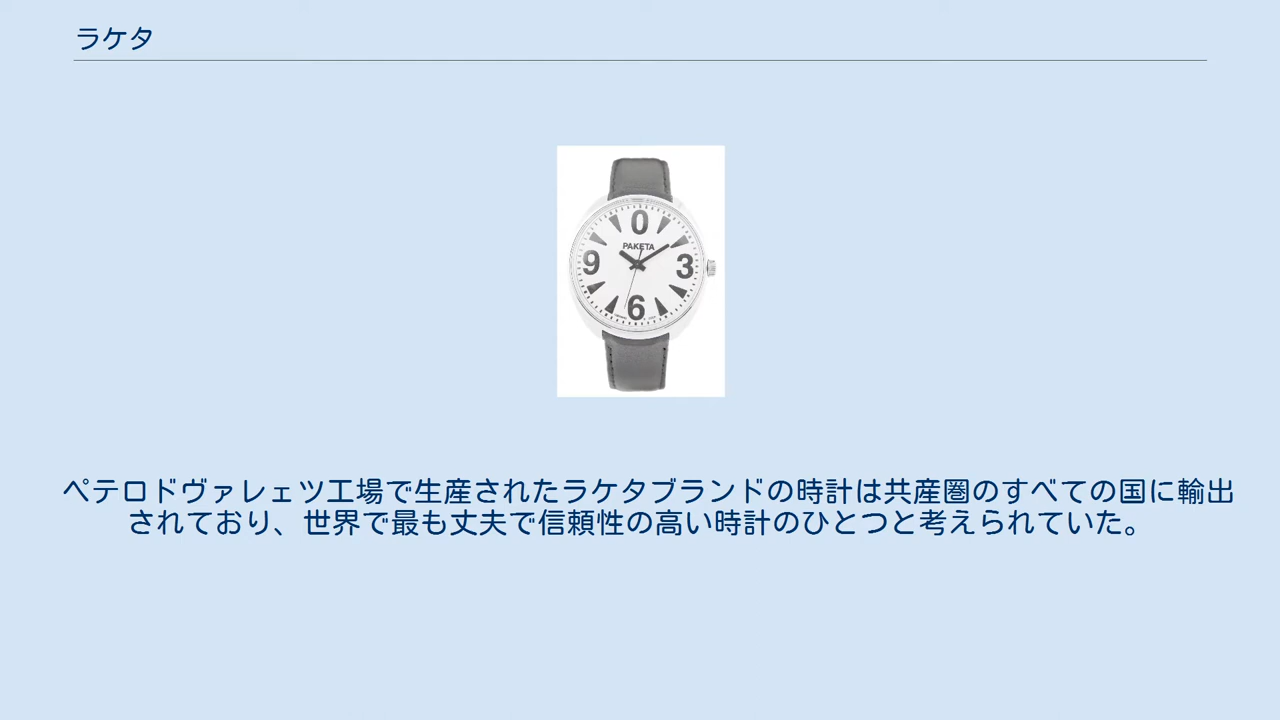 ラケタ
0
PAKETA
9
3
6
ペテロドヴァレェツ工場で生産されたラケタブランドの時計は共産圏のすべての国に輸出
されており、世界で最も丈夫で信頼性の高い時計のひとつと考えられていた。